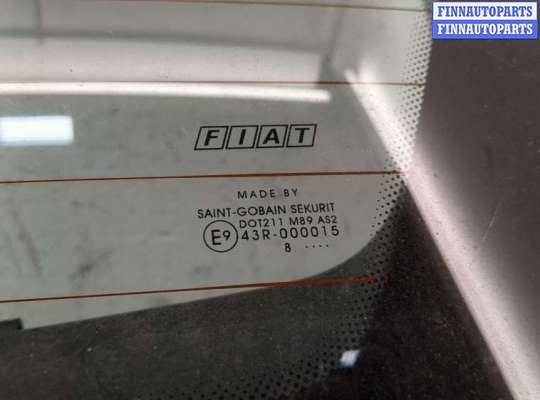 FINNAUTOPARTS
FINNAUTOPARTS
FIAT
MADE BY
SAINT-GOBAIN SEKURIT
DOT211 M89 AS2
E9 43R-000015
8 ....